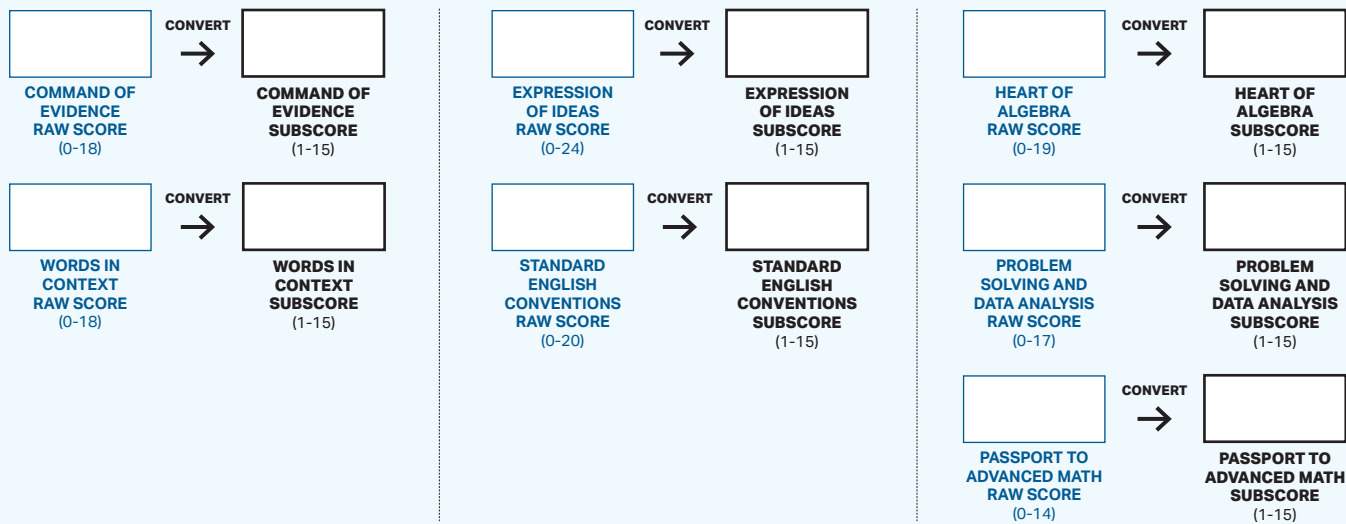 CONVERT
COMMAND OF
EVIDENCE
RAW SCORE
(0-18)
COMMAND OF
EVIDENCE
SUBSCORE
(1-15)
CONVERT
WORDS IN
CONTEXT
RAW SCORE
(0-18)
WORDS IN
CONTEXT
SUBSCORE
(1-15)
CONVERT
EXPRESSION
OF IDEAS
RAW SCORE
(0-24)
EXPRESSION
OF IDEAS
SUBSCORE
(1-15)
CONVERT
STANDARD
ENGLISH
CONVENTIONS
RAW SCORE
(0-20)
STANDARD
ENGLISH
CONVENTIONS
SUBSCORE
(1-15)
CONVERT
HEART OF
ALGEBRA
RAW SCORE
(0-19)
HEART OF
ALGEBRA
SUBSCORE
(1-15)
CONVERT
PROBLEM
SOLVING AND
DATA ANALYSIS
RAW SCORE
(0-17)
PROBLEM
SOLVING AND
DATA ANALYSIS
SUBSCORE
(1-15)
CONVERT
PASSPORT TO
ADVANCED MATH
RAW SCORE
(0-14)
PASSPORT TO
ADVANCED MATH
SUBSCORE
(1-15)